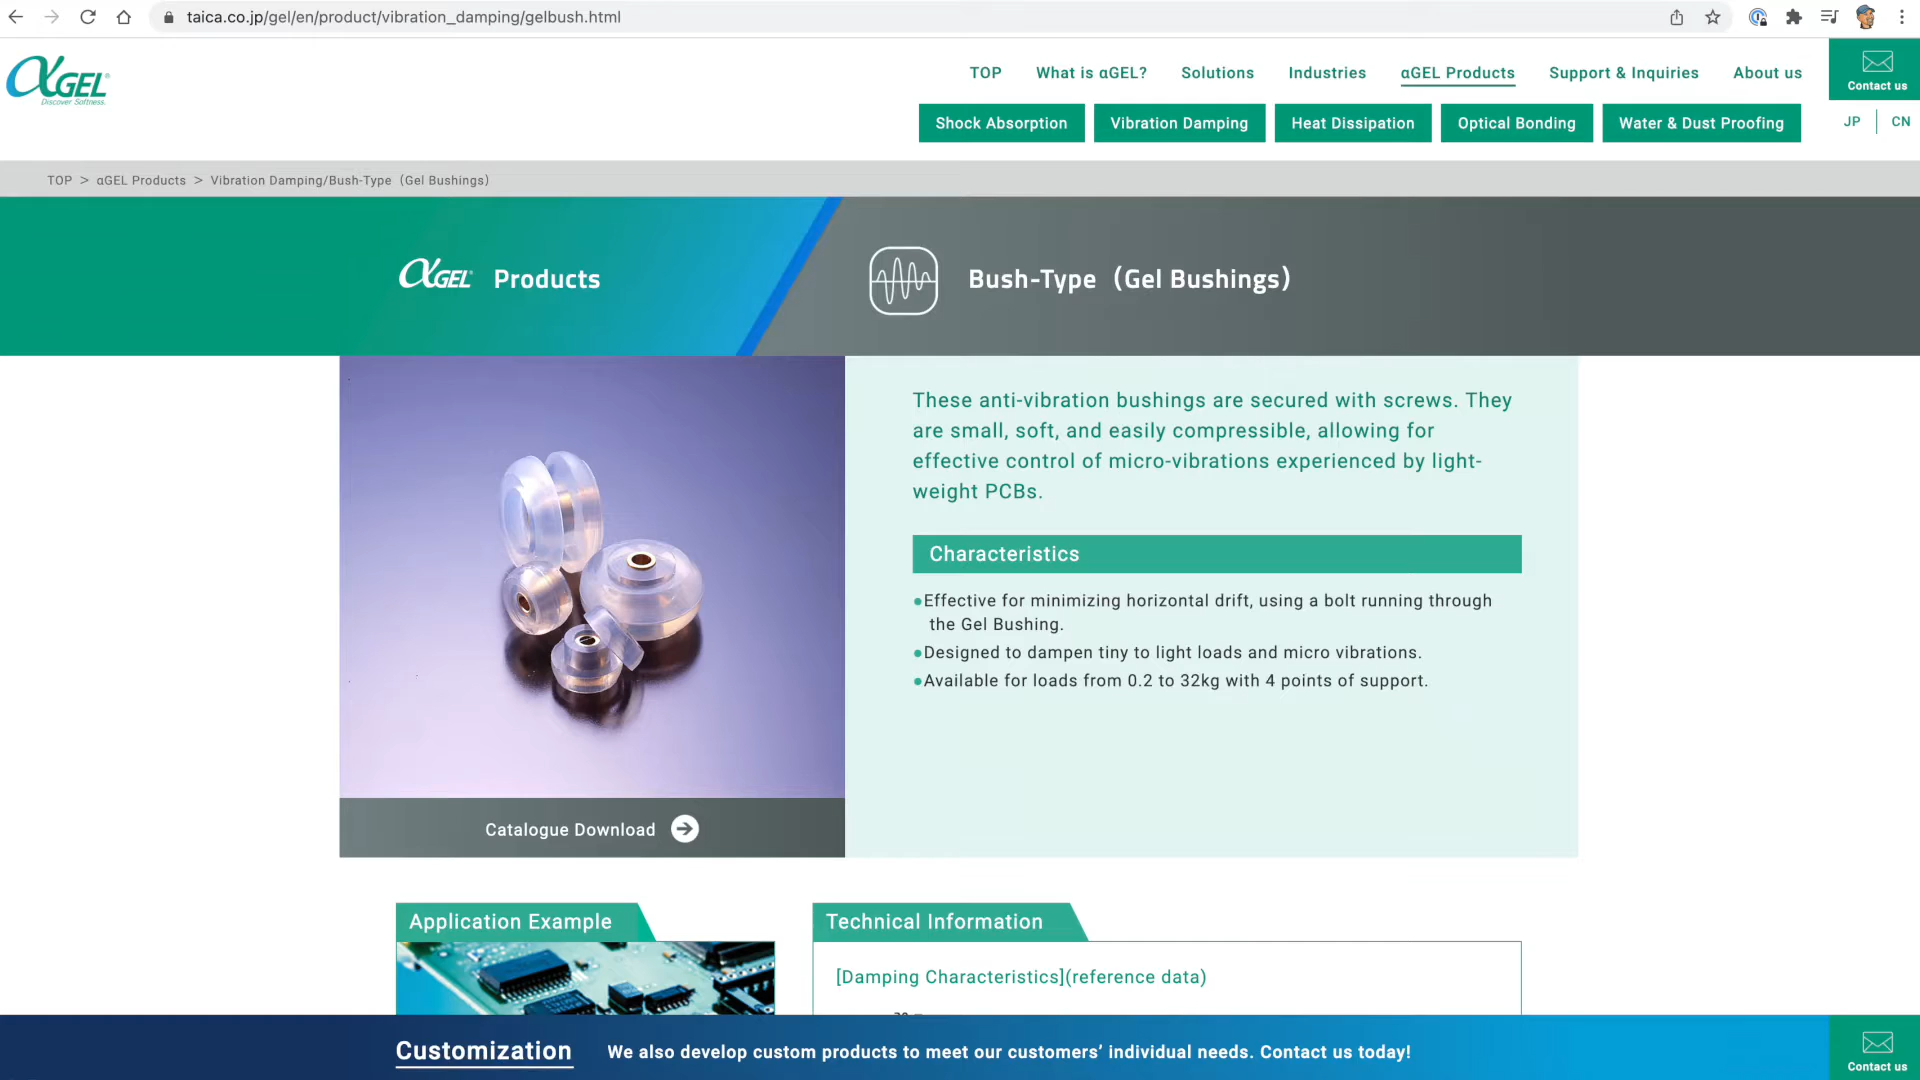 taica.co.jp/gel/en/product/vibration_damping/gelbush.html
αGEL®
Discover Softness.
TOP What is αGEL? Solutions Industries αGEL Products Support & Inquiries About us
Contact us
Shock Absorption Vibration Damping Heat Dissipation Optical Bonding Water & Dust Proofing
JP CN
TOP > αGEL Products > Vibration Damping/Bush-Type（Gel Bushings）
αGEL® Products
Bush-Type（Gel Bushings）
These anti-vibration bushings are secured with screws. They
are small, soft, and easily compressible, allowing for
effective control of micro-vibrations experienced by light-
weight PCBs.
Characteristics
●Effective for minimizing horizontal drift, using a bolt running through
the Gel Bushing.
●Designed to dampen tiny to light loads and micro vibrations.
●Available for loads from 0.2 to 32kg with 4 points of support.
Catalogue Download
Application Example
Technical Information
[Damping Characteristics](reference data)
Customization
We also develop custom products to meet our customers’ individual needs. Contact us today!
Contact us